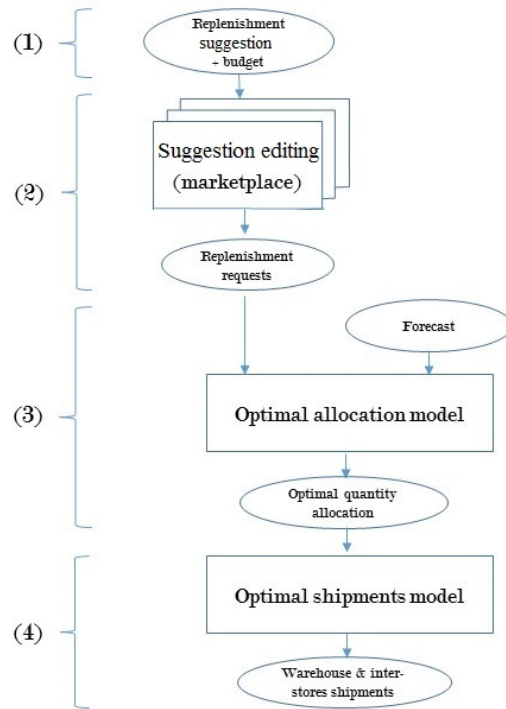 (1)
Replenishment
suggestion
+ budget
(2)
Suggestion editing
(marketplace)
Replenishment
requests
(3)
Forecast
Optimal allocation model
Optimal quantity
allocation
(4)
Optimal shipments model
Warehouse & inter-
stores shipments